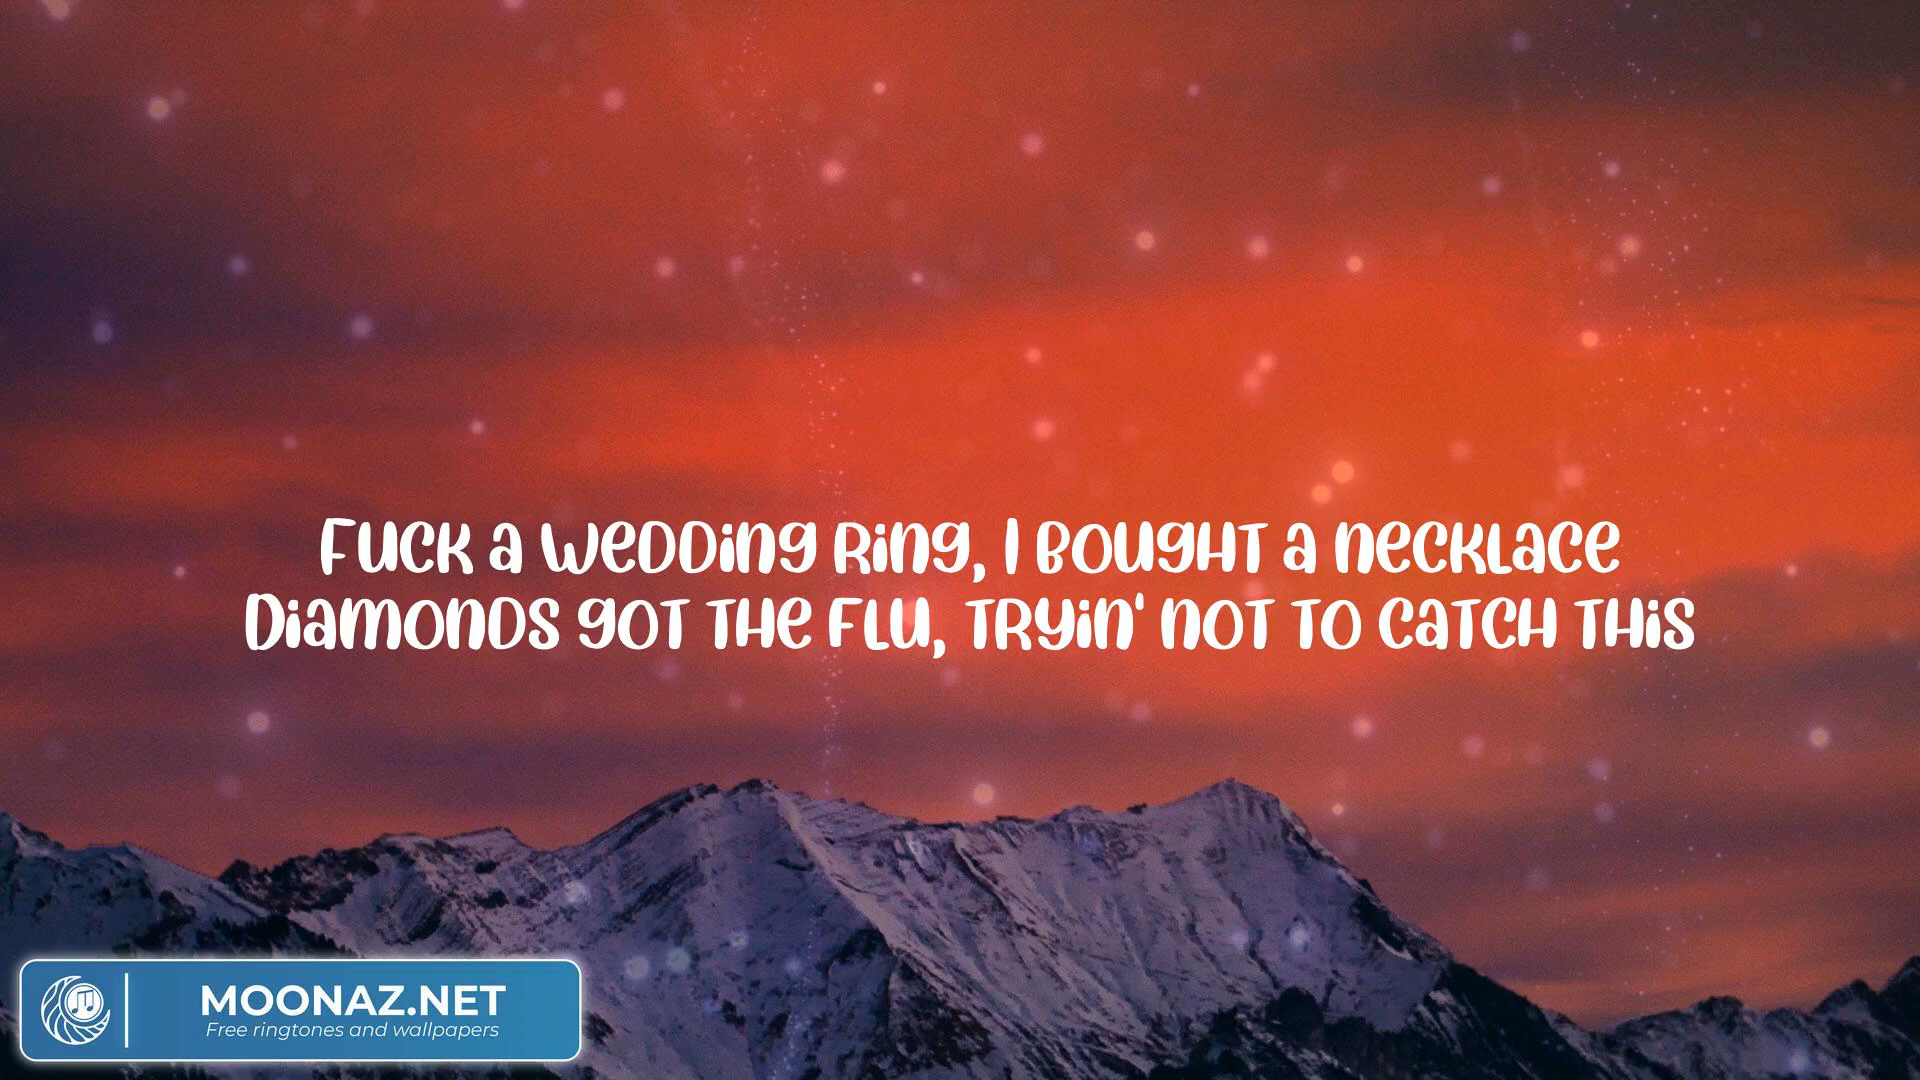 Fuck a wedding ring, I bought a necklace
Diamonds got the flu, tryin' not to catch this
MOONAZ.NET
Free ringtones and wallpapers